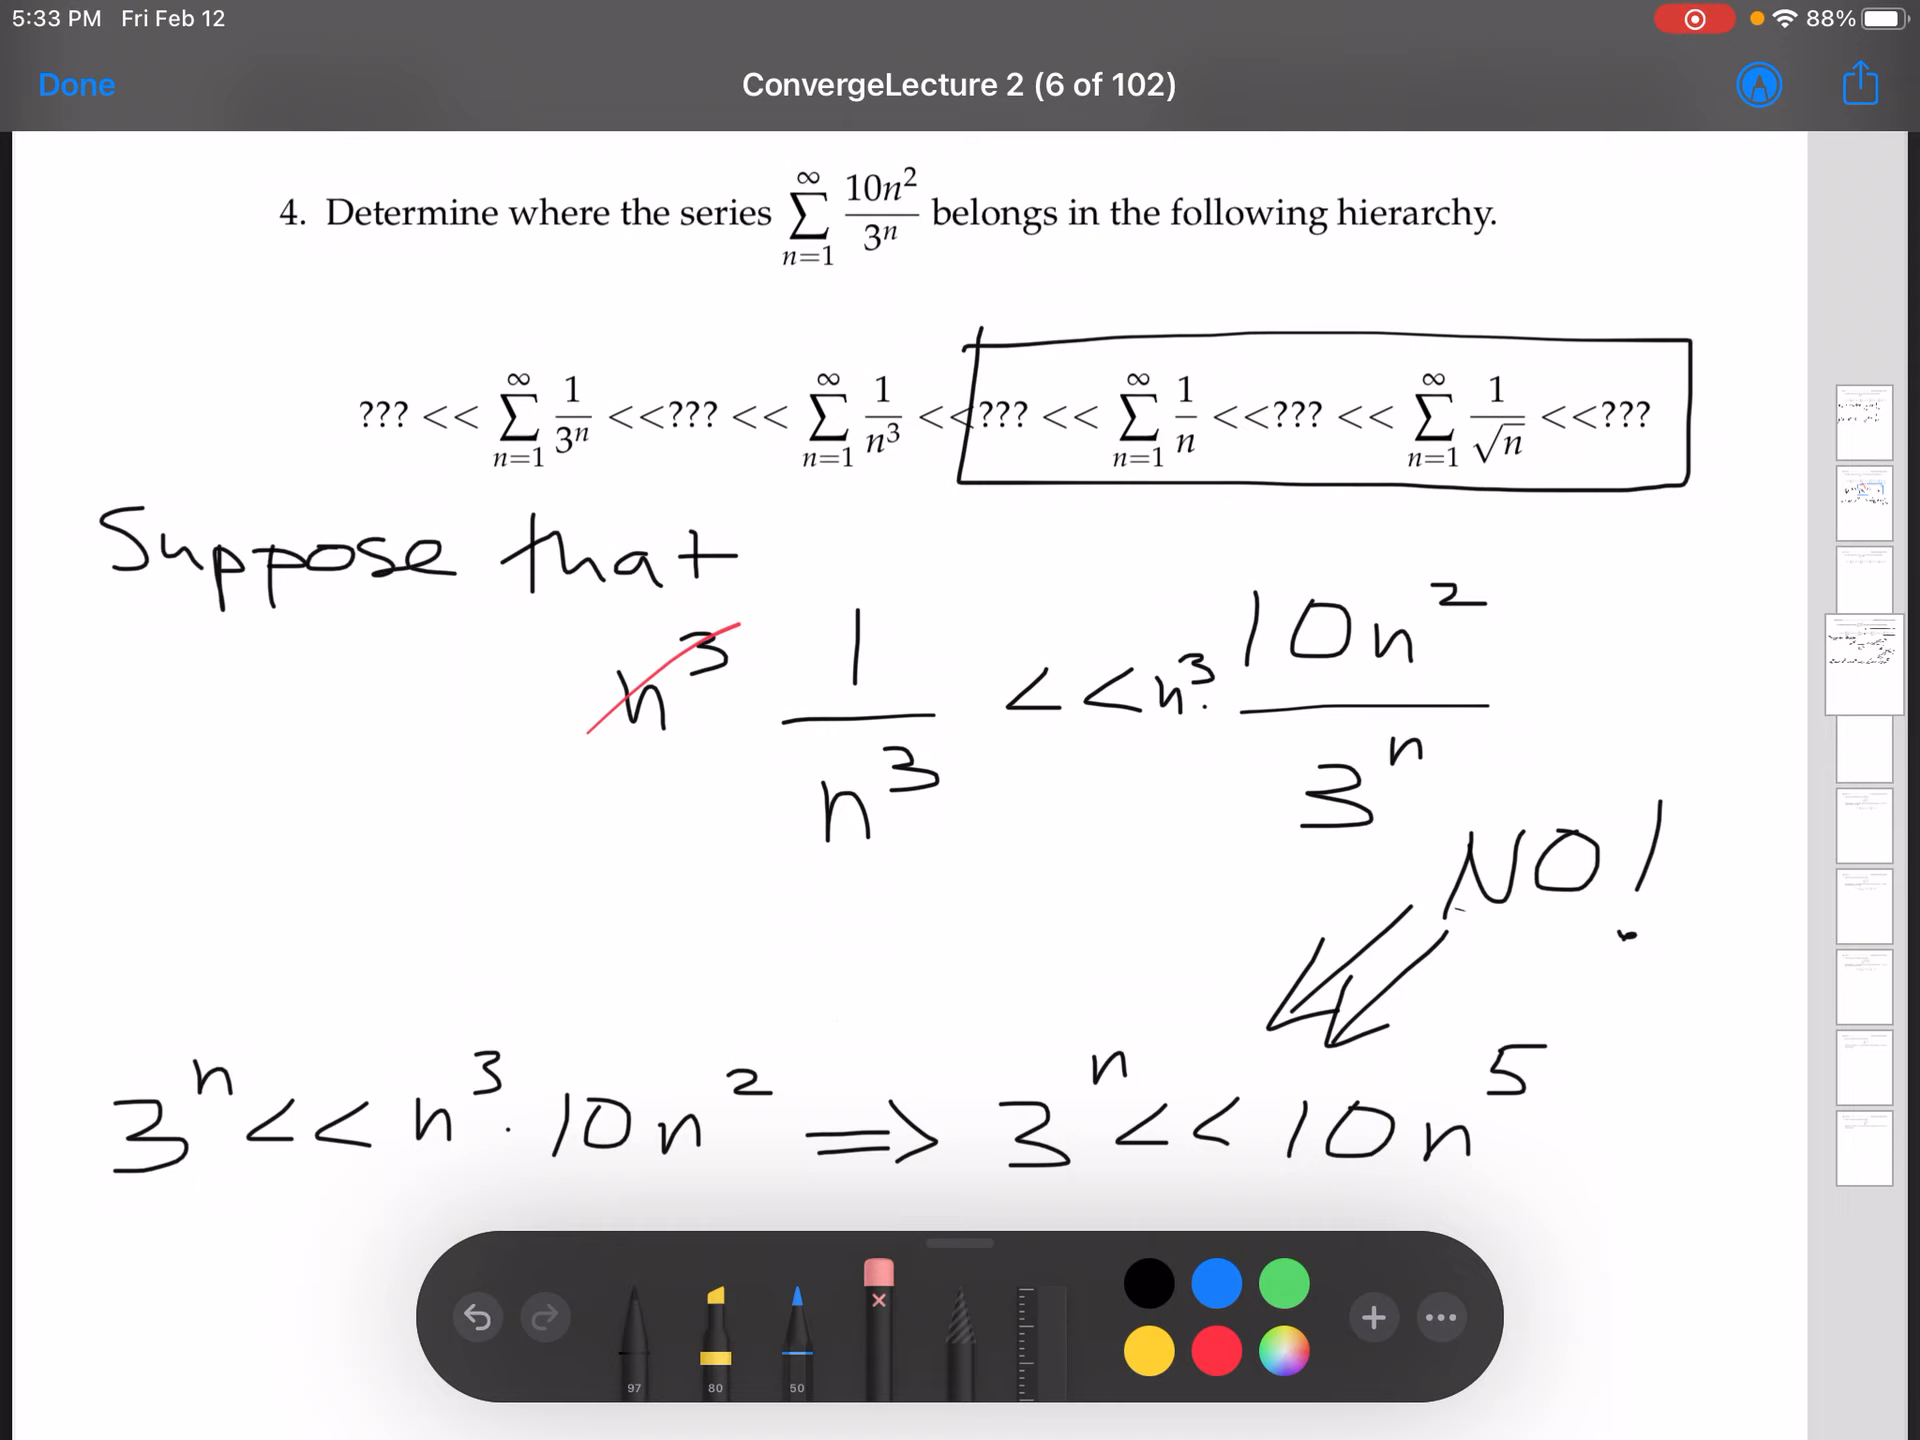 5:33 PM Fri Feb 12 88%
Done ConvergeLecture 2 (6 of 102)
4. Determine where the series ∑_{n=1}^{∞} 10n²/3ⁿ belongs in the following hierarchy.
??? << ∑_{n=1}^{∞} 1/3ⁿ <<??? << ∑_{n=1}^{∞} 1/n³ <<??? << ∑_{n=1}^{∞} 1/n <<??? << ∑_{n=1}^{∞} 1/√n <<???
Suppose that
n³ 1/n³ << n³ · 10n²/3ⁿ
NO!
3ⁿ << n³ · 10n² => 3ⁿ << 10n⁵
97 80 50